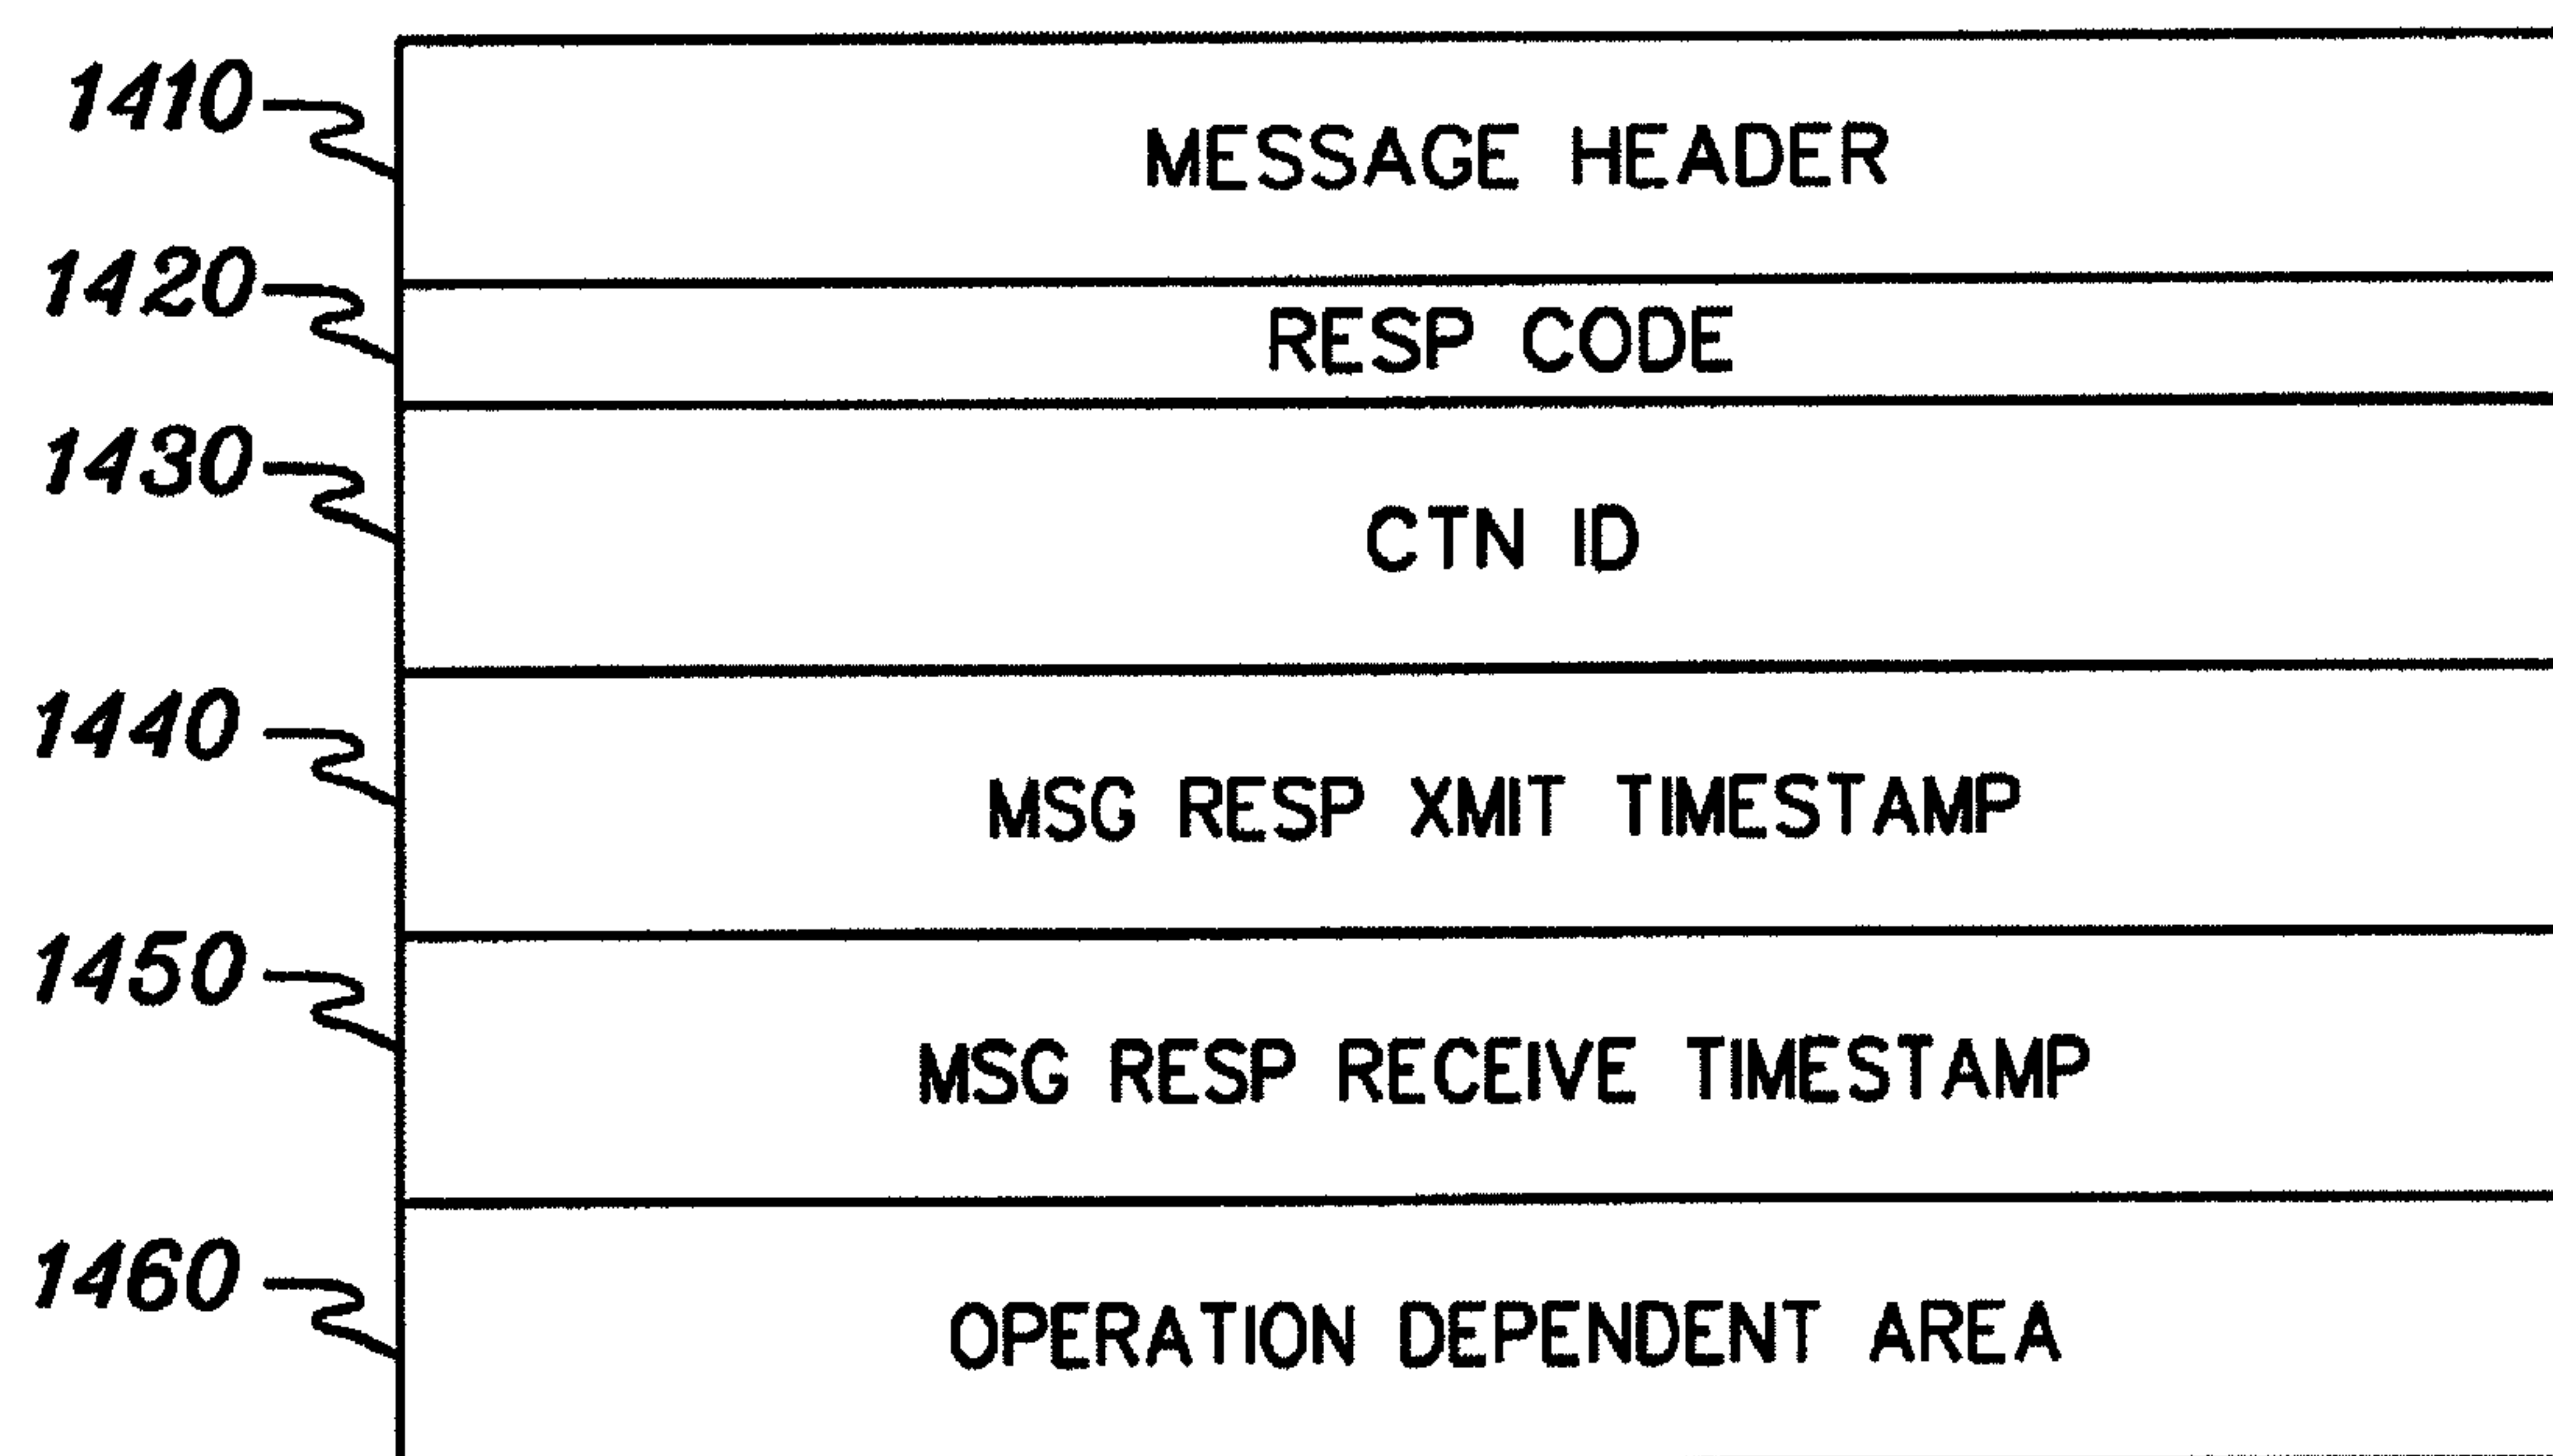 1410 MESSAGE HEADER
1420 RESP CODE
1430 CTN ID
1440 MSG RESP XMIT TIMESTAMP
1450 MSG RESP RECEIVE TIMESTAMP
1460 OPERATION DEPENDENT AREA